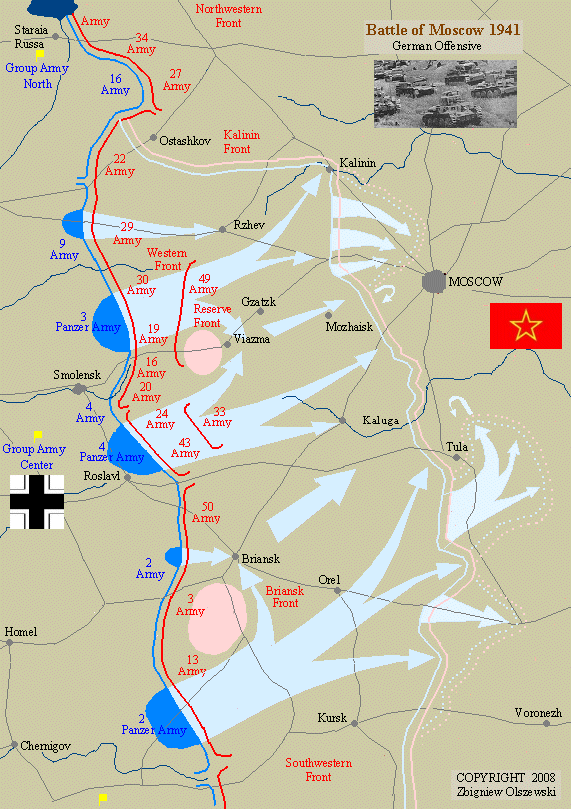 Army
Northwestern
Front
Battle of Moscow 1941
German Offensive
Staraia
Russa
34
Army
Group Army
North
16
Army
27
Army
Ostashkov
Kalinin
Front
22
Army
Kalinin
29
Army
Rzhev
9
Army
Western
Front
30
Army
49
Army
MOSCOW
Gzatzk
Reserve
Front
3
Panzer Army
19
Army
Mozhaisk
Viazma
16
Army
Smolensk
20
Army
4
Army
24
Army
33
Army
Kaluga
Group Army
Center
4
Panzer Army
43
Army
Tula
Roslavl
50
Army
2
Army
Briansk
Orel
3
Army
Briansk
Front
Homel
13
Army
2
Panzer Army
Kursk
Voronezh
Chernigov
Southwestern
Front
COPYRIGHT 2008
Zbigniew Olszewski